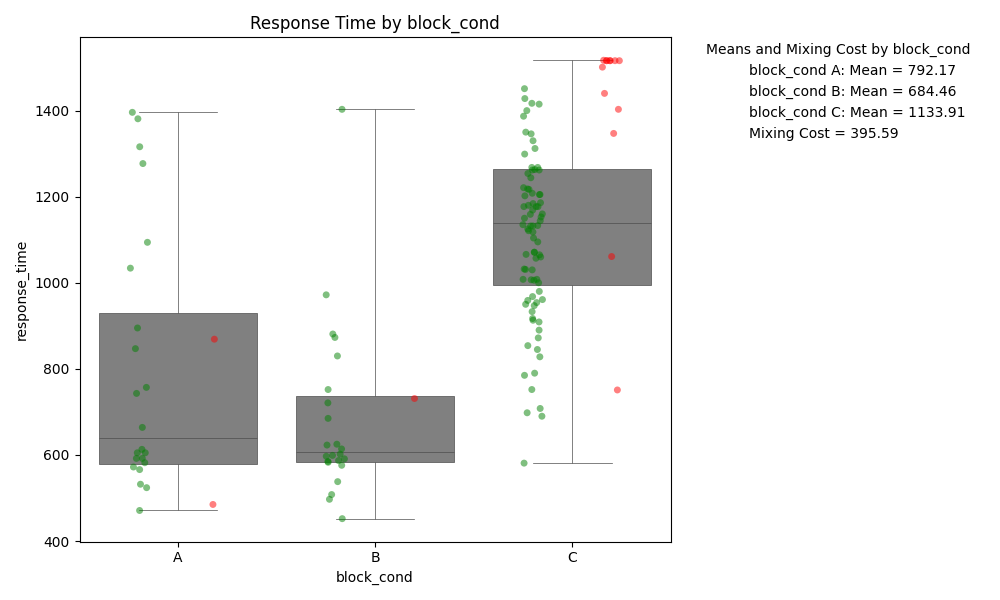 Response Time by block_cond
Means and Mixing Cost by block_cond
block_cond A: Mean = 792.17
block_cond B: Mean = 684.46
block_cond C: Mean = 1133.91
Mixing Cost = 395.59
response_time
1400
1200
1000
800
600
400
A
B
C
block_cond